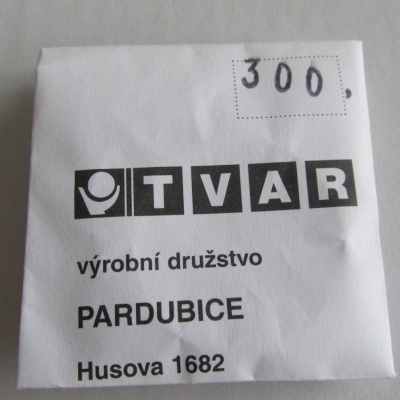 300,
TVAR
výrobní družstvo
PARDUBICE
Husova 1682